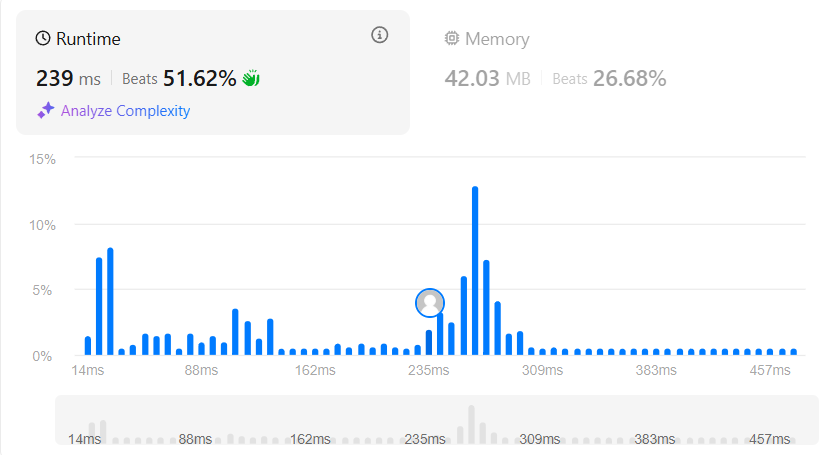 Runtime
239 ms | Beats 51.62%
Analyze Complexity
Memory
42.03 MB | Beats 26.68%
15%
10%
5%
0%
14ms 88ms 162ms 235ms 309ms 383ms 457ms
14ms 88ms 162ms 235ms 309ms 383ms 457ms